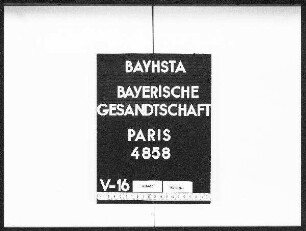 BAYHSTA
BAYERISCHE
GESANDTSCHAFT
PARIS
4858
V-16